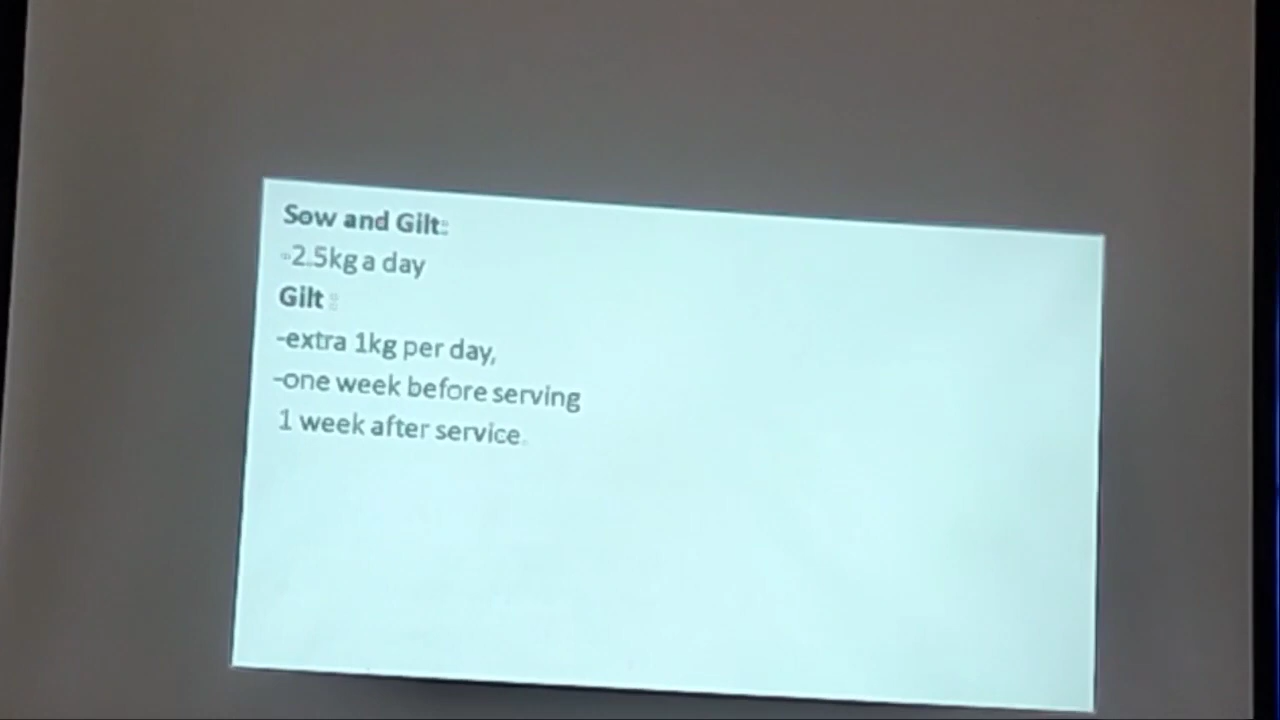 Sow and Gilt:
-2.5kg a day
Gilt :
-extra 1kg per day,
-one week before serving
1 week after service.